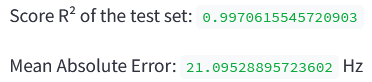 Score R² of the test set: 0.9970615545720903
Mean Absolute Error: 21.09528895723602 Hz